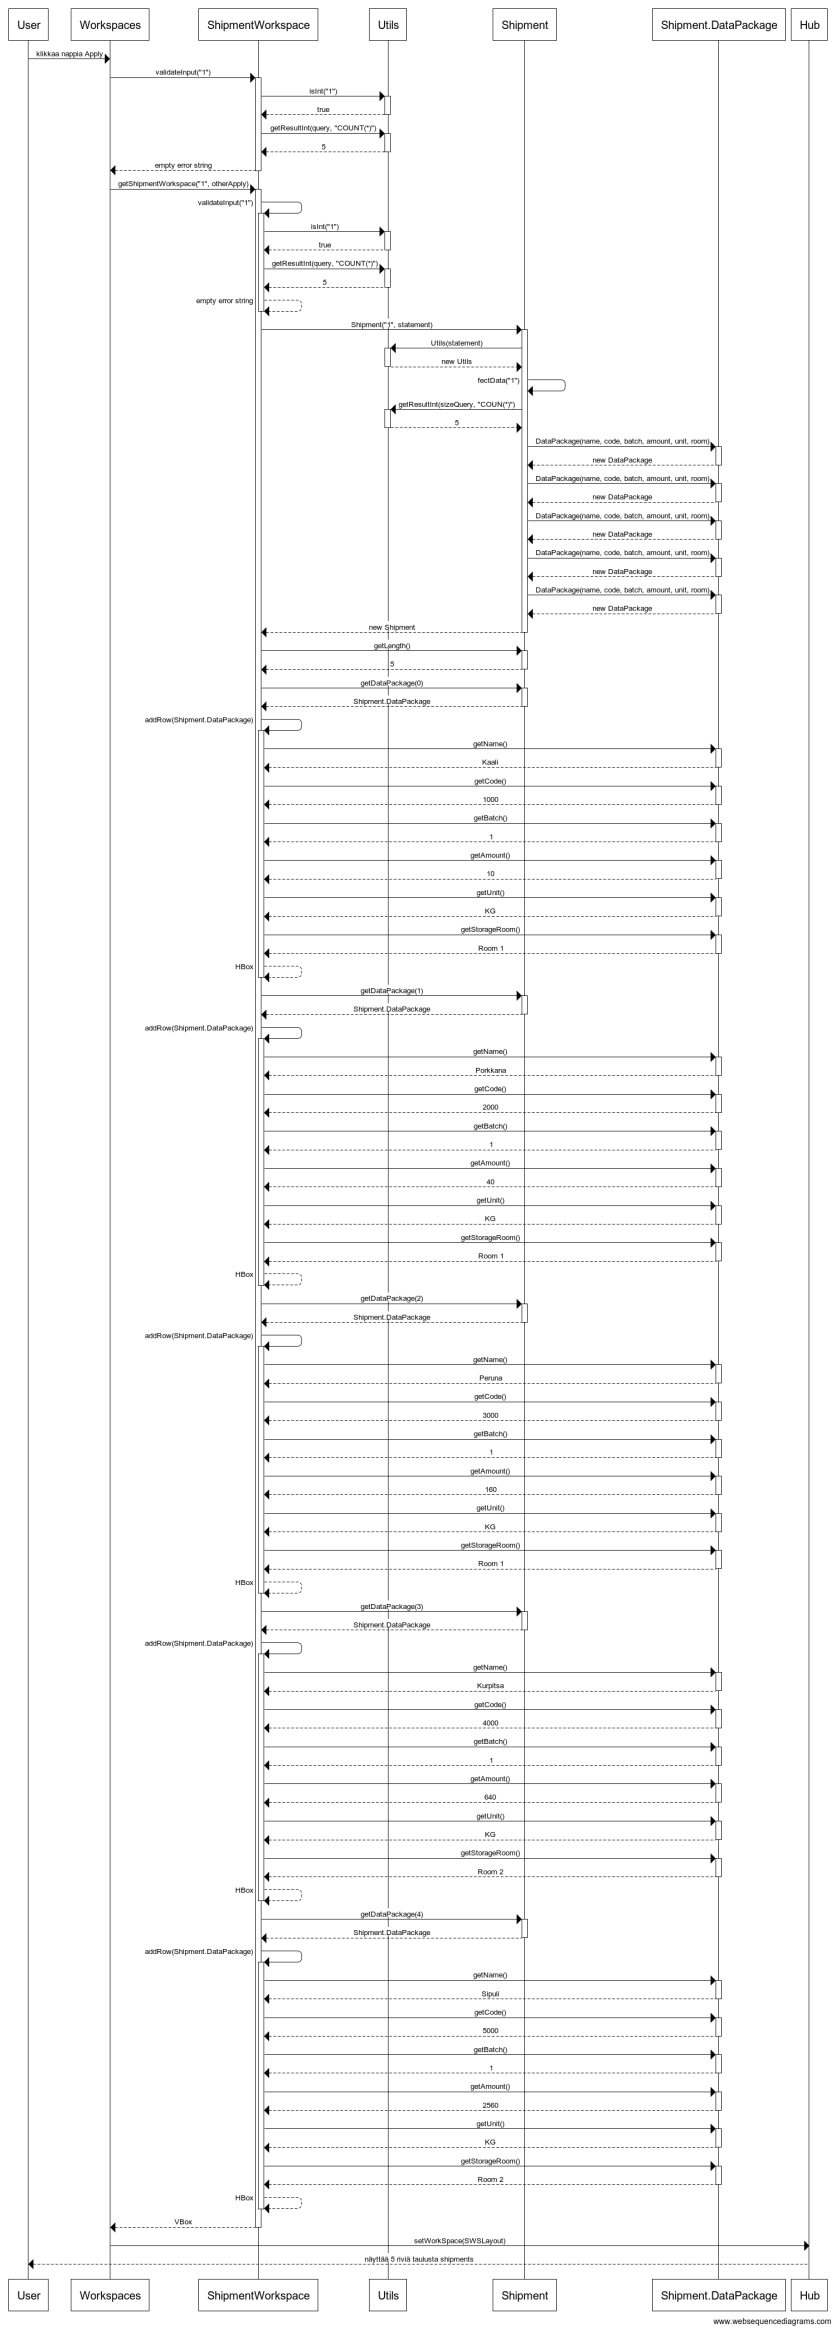 User Workspaces ShipmentWorkspace Utils Shipment Shipment.DataPackage Hub
klikkaa nappia Apply
validateInput("1")
isInt("1")
true
getResultInt(query, "COUNT(*)")
5
empty error string
getShipmentWorkspace("1", otherApply)
validateInput("1")
isInt("1")
true
getResultInt(query, "COUNT(*)")
5
empty error string
Shipment("1", statement)
Utils(statement)
new Utils
fectData("1")
getResultInt(sizeQuery, "COUN(*)")
5
DataPackage(name, code, batch, amount, unit, room)
new DataPackage
DataPackage(name, code, batch, amount, unit, room)
new DataPackage
DataPackage(name, code, batch, amount, unit, room)
new DataPackage
DataPackage(name, code, batch, amount, unit, room)
new DataPackage
DataPackage(name, code, batch, amount, unit, room)
new DataPackage
new Shipment
getLength()
5
getDataPackage(0)
Shipment.DataPackage
addRow(Shipment.DataPackage)
getName()
Kaali
getCode()
1000
getBatch()
1
getAmount()
10
getUnit()
KG
getStorageRoom()
Room 1
HBox
getDataPackage(1)
Shipment.DataPackage
addRow(Shipment.DataPackage)
getName()
Porkkana
getCode()
2000
getBatch()
1
getAmount()
40
getUnit()
KG
getStorageRoom()
Room 1
HBox
getDataPackage(2)
Shipment.DataPackage
addRow(Shipment.DataPackage)
getName()
Peruna
getCode()
3000
getBatch()
1
getAmount()
160
getUnit()
KG
getStorageRoom()
Room 1
HBox
getDataPackage(3)
Shipment.DataPackage
addRow(Shipment.DataPackage)
getName()
Kurpitsa
getCode()
4000
getBatch()
1
getAmount()
640
getUnit()
KG
getStorageRoom()
Room 2
HBox
getDataPackage(4)
Shipment.DataPackage
addRow(Shipment.DataPackage)
getName()
Sipuli
getCode()
5000
getBatch()
1
getAmount()
2560
getUnit()
KG
getStorageRoom()
Room 2
HBox
VBox
setWorkSpace(SWSLayout)
näyttää 5 riviä taulusta shipments
User Workspaces ShipmentWorkspace Utils Shipment Shipment.DataPackage Hub
www.websequencediagrams.com